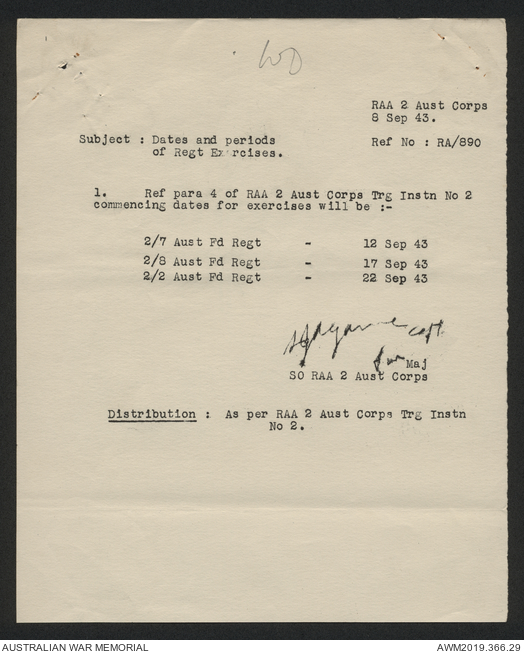 WD
RAA 2 Aust Corps
8 Sep 43.
Subject : Dates and periods
of Regt Exercises.
Ref No : RA/890
1. Ref para 4 of RAA 2 Aust Corps Trg Instn No 2
commencing dates for exercises will be :-
2/7 Aust Fd Regt - 12 Sep 43
2/8 Aust Fd Regt - 17 Sep 43
2/2 Aust Fd Regt - 22 Sep 43
capt
for Maj
SO RAA 2 Aust Corps
Distribution : As per RAA 2 Aust Corps Trg Instn
No 2.
AUSTRALIAN WAR MEMORIAL
AWM2019.366.29